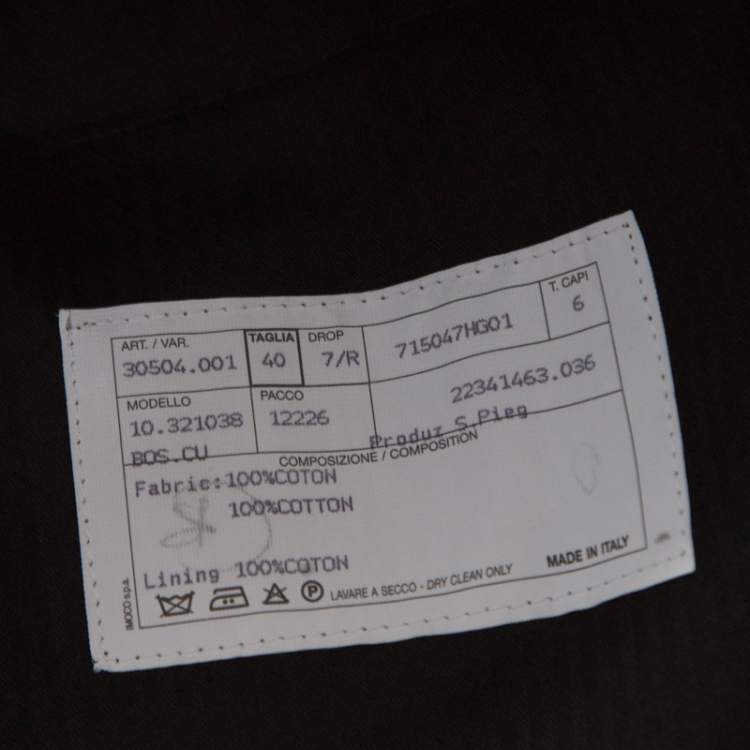 ART. / VAR. TAGLIA DROP T. CAPI
30504.001 40 7/R 715047HG01 6
MODELLO PACCO
10.321038 12226 22341463.036
BOS.CU Produz S.Pieg
COMPOSIZIONE / COMPOSITION
Fabric:100%COTON
100%COTTON
Lining 100%COTON
P LAVARE A SECCO - DRY CLEAN ONLY MADE IN ITALY
IMOCO s.p.a.